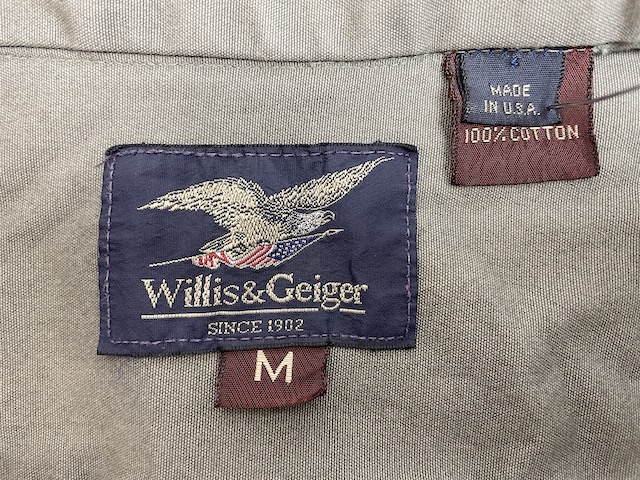 MADE
IN U.S.A.
100% COTTON
Willis & Geiger
SINCE 1902
M